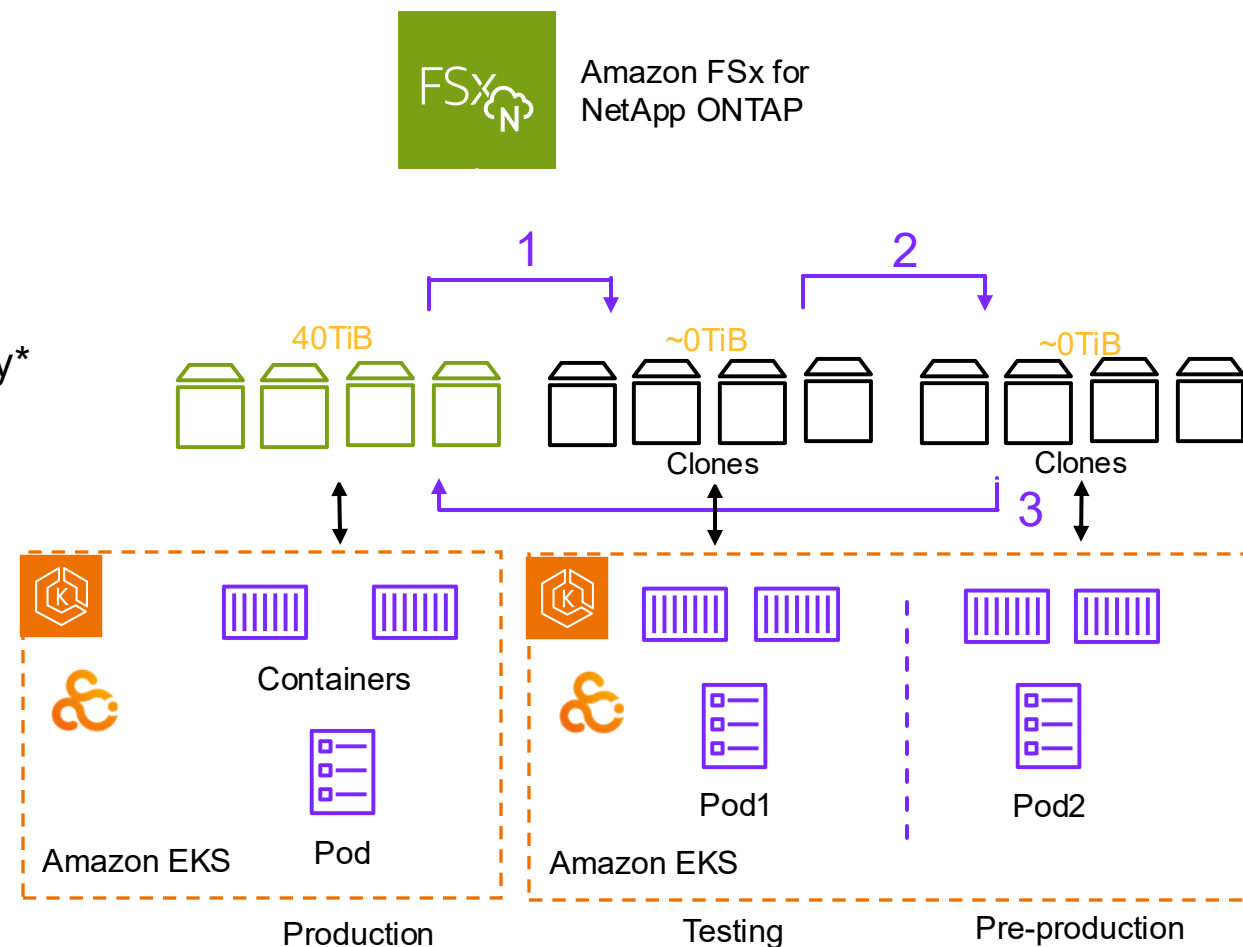 FSx
N
Amazon FSx for
NetApp ONTAP
1
2
40TiB
~0TiB
~0TiB
y*
Clones
Clones
3
K
K
Containers
Pod
Pod1
Pod2
Amazon EKS
Amazon EKS
Production
Testing
Pre-production